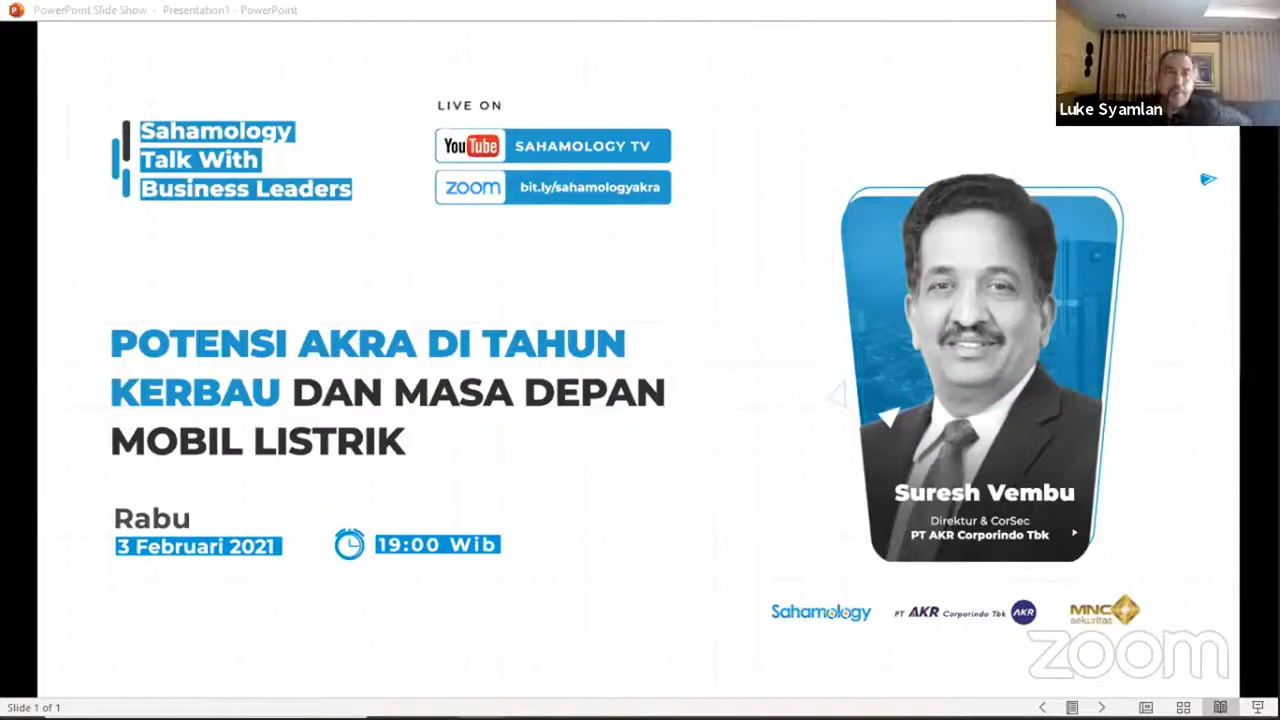 PowerPoint Slide Show - Presentation1 - PowerPoint
Luke Syamlan
Sahamology
Talk With
Business Leaders
LIVE ON
YouTube SAHAMOLOGY TV
zoom bit.ly/sahamologyakra
POTENSI AKRA DI TAHUN
KERBAU DAN MASA DEPAN
MOBIL LISTRIK
Rabu
3 Februari 2021
19:00 Wib
Suresh Vembu
Direktur & CorSec
PT AKR Corporindo Tbk
Sahamology
PT AKR Corporindo Tbk AKR
MNC
sekuritas
zoom
Slide 1 of 1